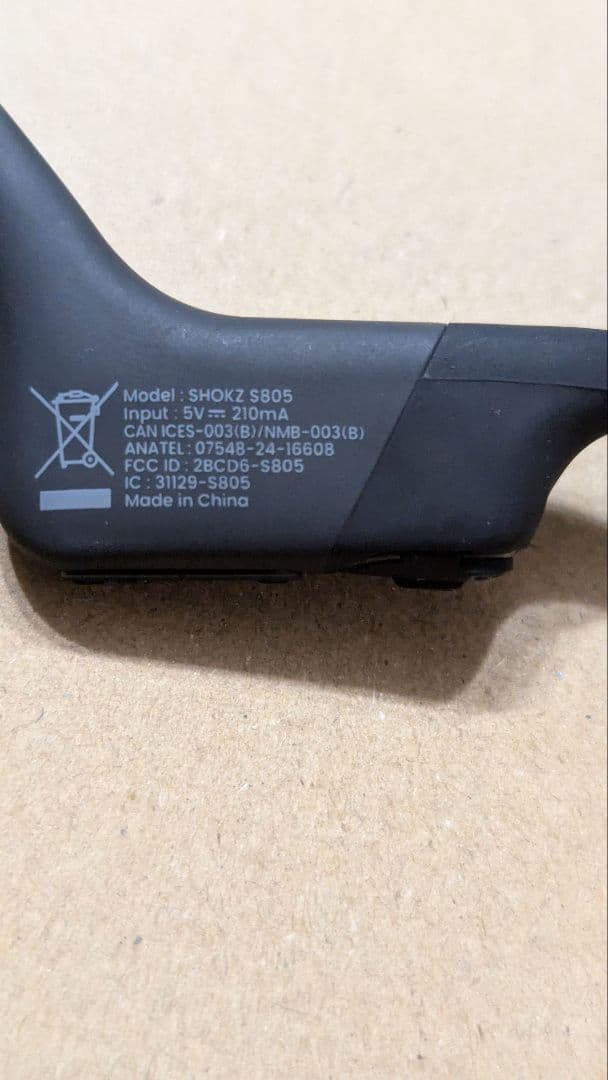 Model : SHOKZ S805
Input : 5V⎓210mA
CAN ICES-003(B)/NMB-003(B)
ANATEL : 07548-24-16608
FCC ID : 2BCD6-S805
IC : 31129-S805
Made in China